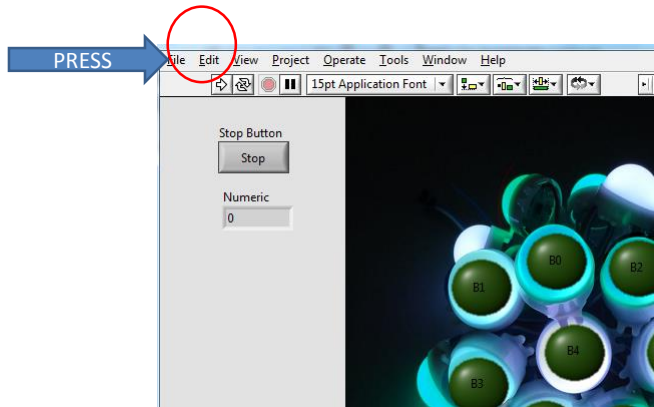 PRESS
File Edit View Project Operate Tools Window Help
15pt Application Font
Stop Button
Stop
Numeric
0
B0
B2
B1
B4
B3